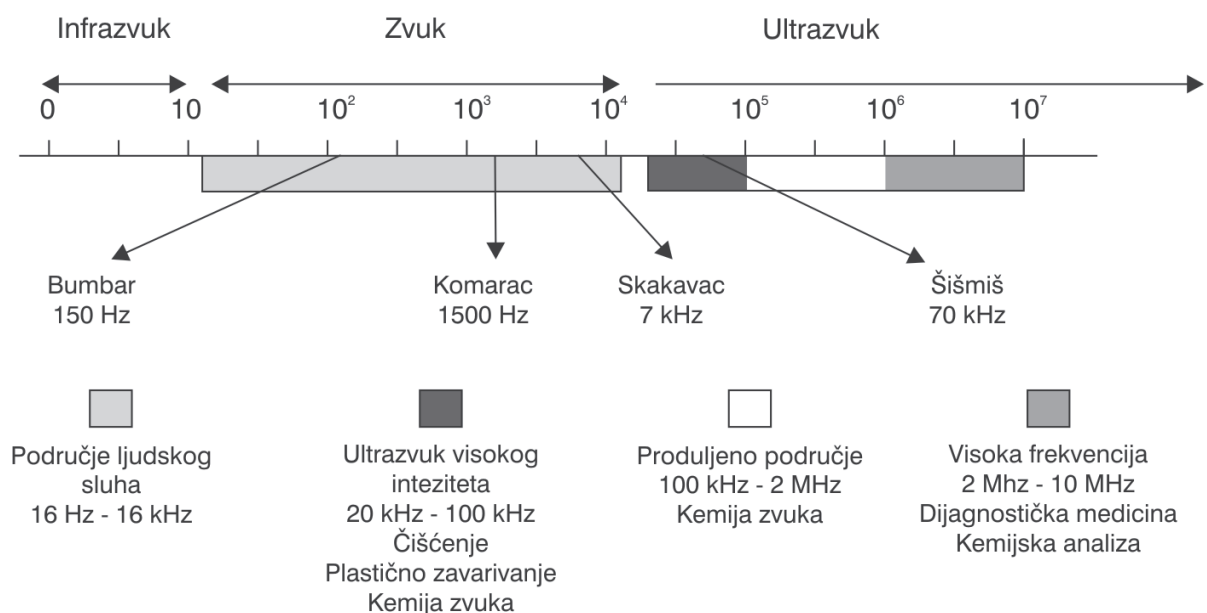 Infrazvuk Zvuk Ultrazvuk
0 10 10² 10³ 10⁴ 10⁵ 10⁶ 10⁷
Bumbar
150 Hz
Komarac
1500 Hz
Skakavac
7 kHz
Šišmiš
70 kHz
Područje ljudskog
sluha
16 Hz - 16 kHz
Ultrazvuk visokog
inteziteta
20 kHz - 100 kHz
Čišćenje
Plastično zavarivanje
Kemija zvuka
Produljeno područje
100 kHz - 2 MHz
Kemija zvuka
Visoka frekvencija
2 Mhz - 10 MHz
Dijagnostička medicina
Kemijska analiza